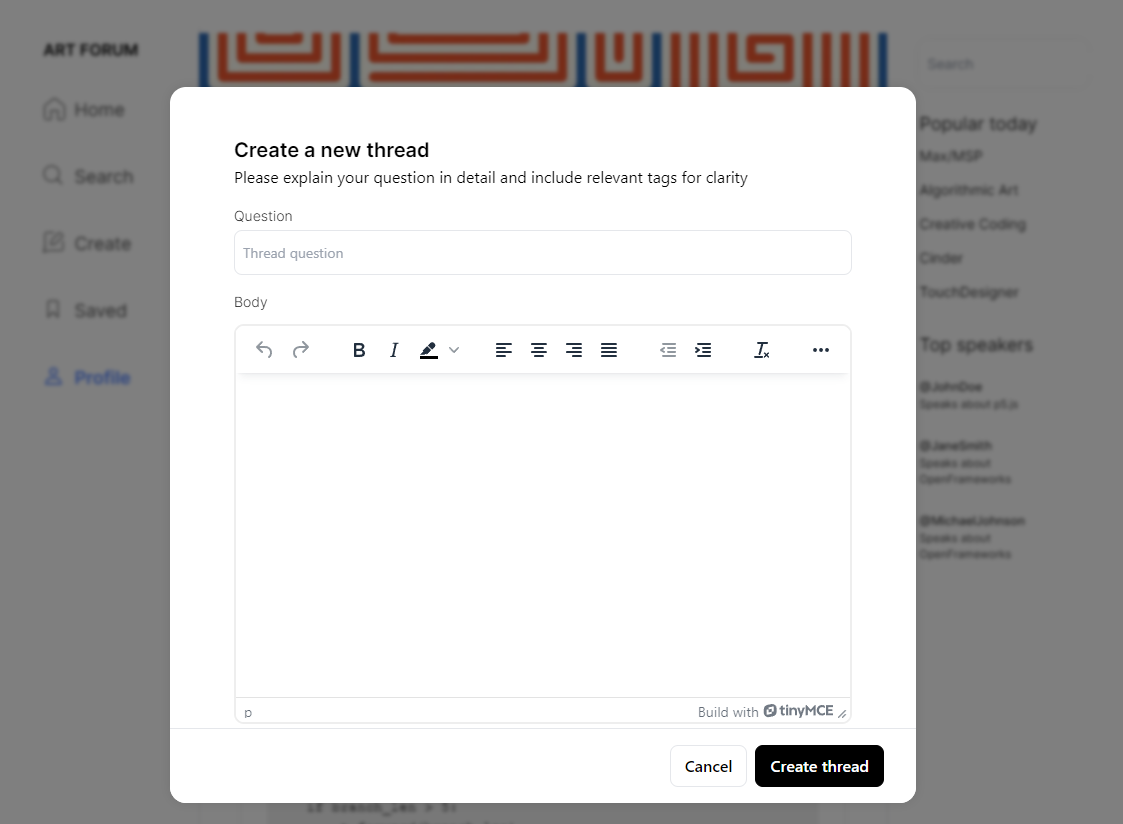 ART FORUM
Home
Search
Create
Saved
Profile
Search
Popular today
Max/MSP
Algorithmic Art
Creative Coding
Cinder
TouchDesigner
Top speakers
@JohnDoe
Speaks about p5.js
@JaneSmith
Speaks about
OpenFrameworks
@MichaelJohnson
Speaks about
OpenFrameworks
Create a new thread
Please explain your question in detail and include relevant tags for clarity
Question
Thread question
Body
B I
p
Build with tinyMCE
Cancel
Create thread